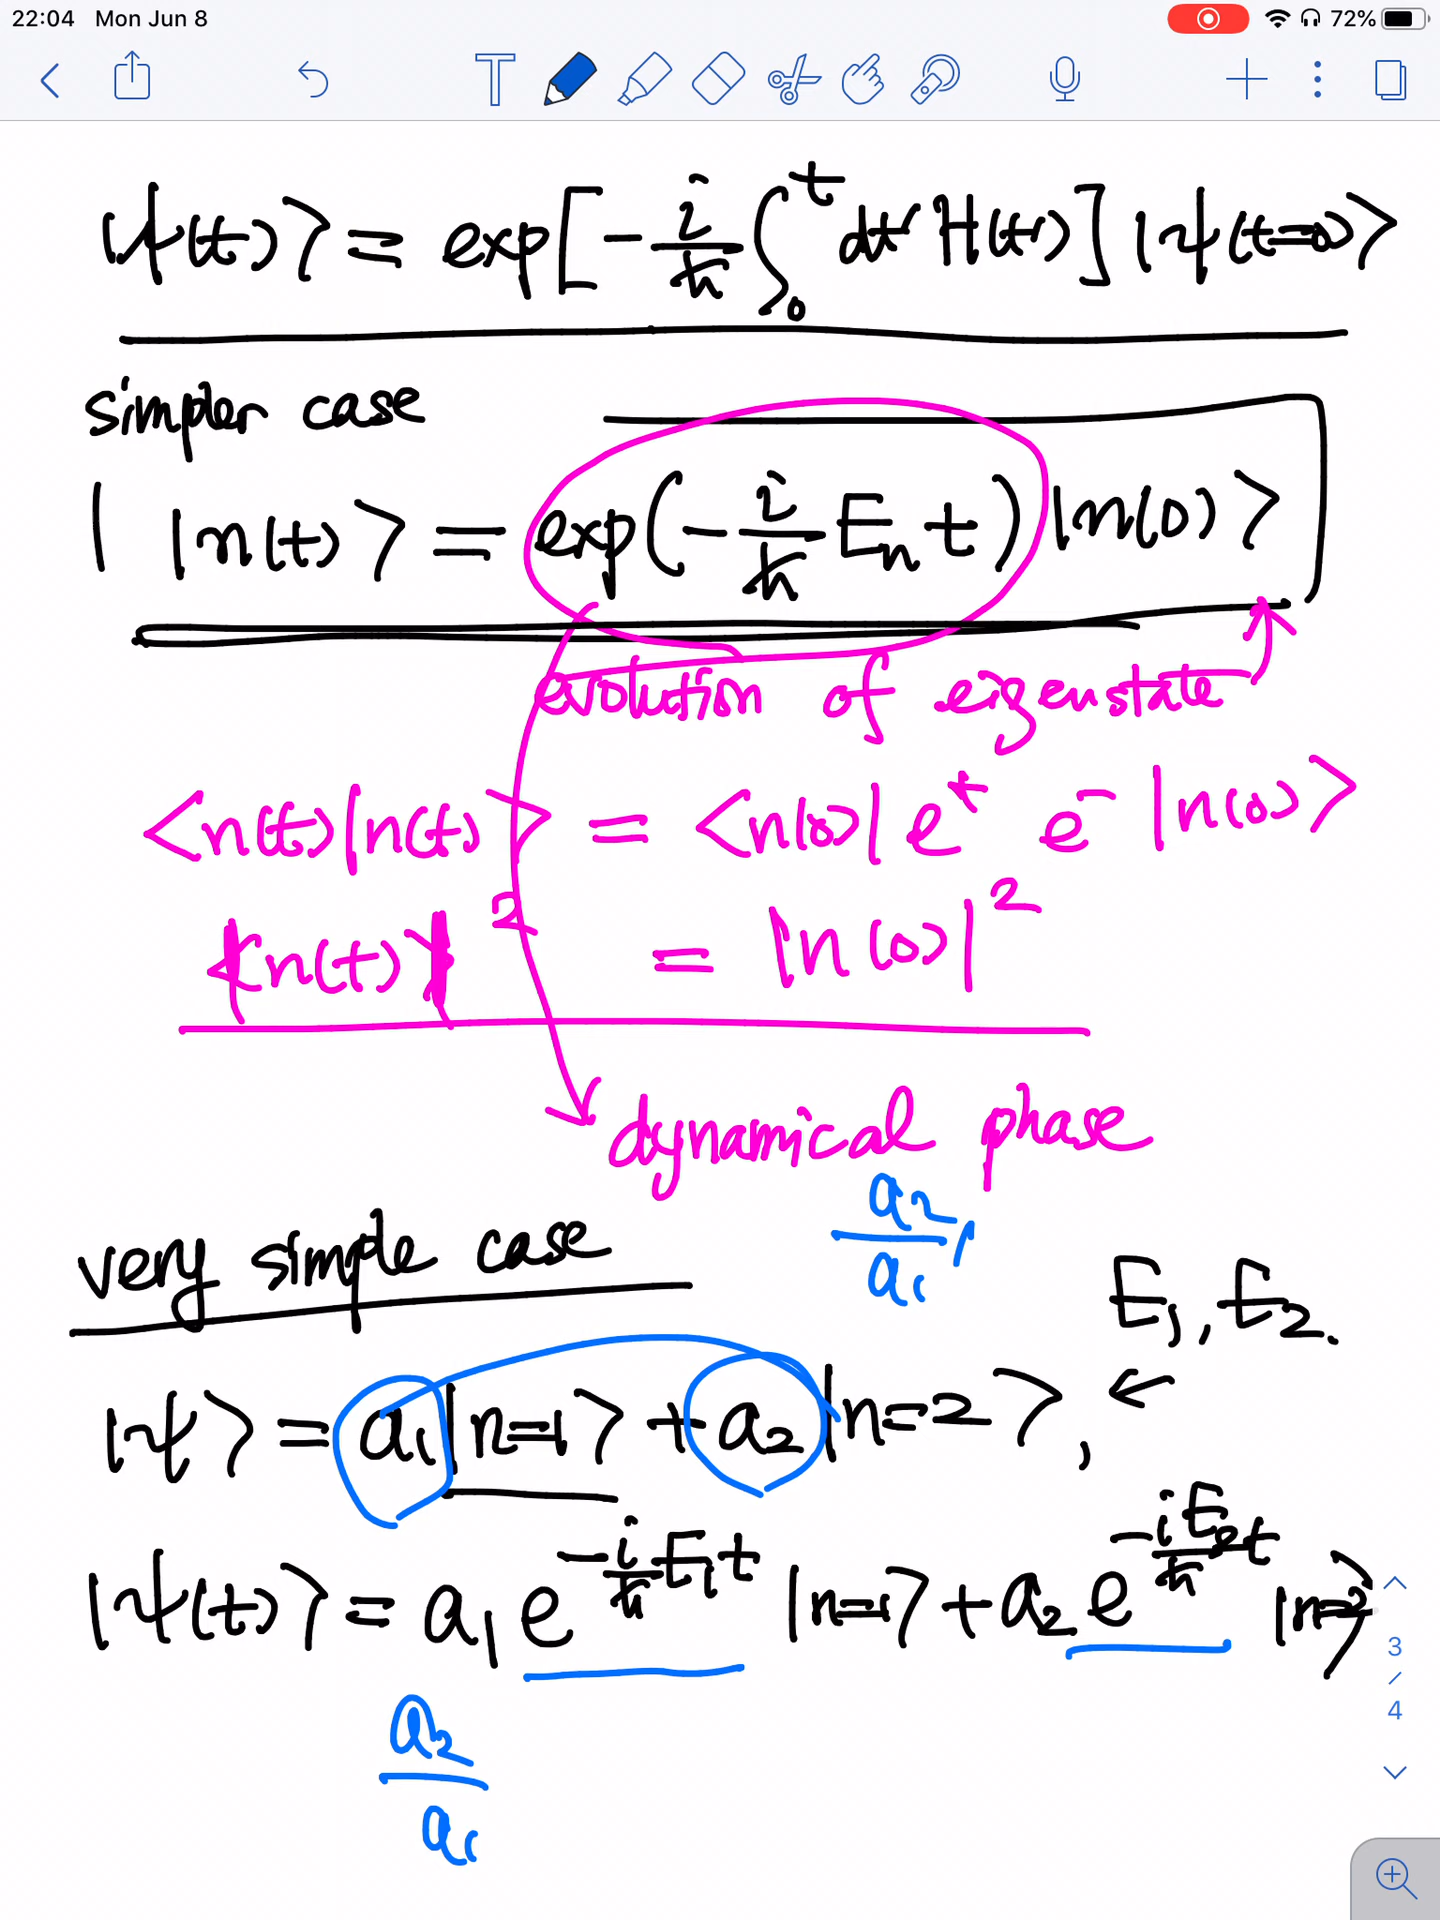 22:04 Mon Jun 8 72%
T
|ψ(t)⟩ = exp[-i/ħ ∫₀ᵗ dt' H(t')] |ψ(t=0)⟩
simpler case
|n(t)⟩ = exp(-i/ħ Eₙ t) |n(0)⟩
evolution of eigenstate
⟨n(t)|n(t)⟩ = ⟨n(0)| e⁺ e⁻ |n(0)⟩
|n(t)|² = |n(0)|²
dynamical phase
a₂/a₁,
very simple case
E₁, E₂.
|ψ⟩ = a₁|n=1⟩ + a₂|n=2⟩, ←
|ψ(t)⟩ = a₁ e^{-i/ħ E₁t} |n=1⟩ + a₂ e^{-i/ħ E₂t} |n=2⟩
3
/
4
a₂/a₁